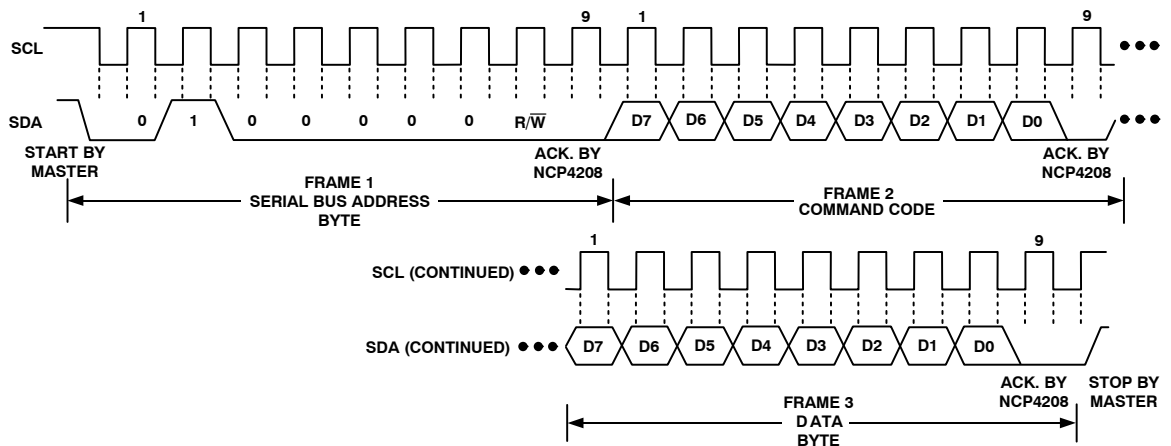 1 9 1 9
SCL
SDA 0 1 0 0 0 0 0 R/W̅ D7 D6 D5 D4 D3 D2 D1 D0
START BY
MASTER
ACK. BY
NCP4208
ACK. BY
NCP4208
FRAME 1
SERIAL BUS ADDRESS
BYTE
FRAME 2
COMMAND CODE
1 9
SCL (CONTINUED)
SDA (CONTINUED) D7 D6 D5 D4 D3 D2 D1 D0
ACK. BY
NCP4208
STOP BY
MASTER
FRAME 3
DATA
BYTE